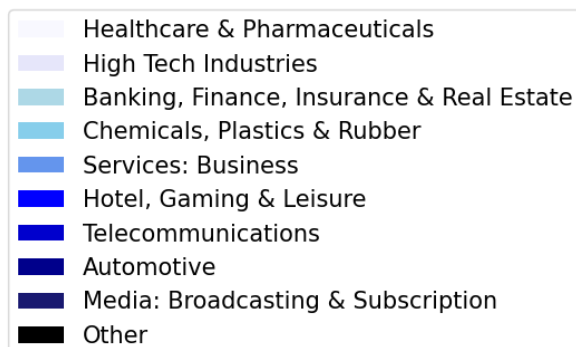 Healthcare & Pharmaceuticals
High Tech Industries
Banking, Finance, Insurance & Real Estate
Chemicals, Plastics & Rubber
Services: Business
Hotel, Gaming & Leisure
Telecommunications
Automotive
Media: Broadcasting & Subscription
Other